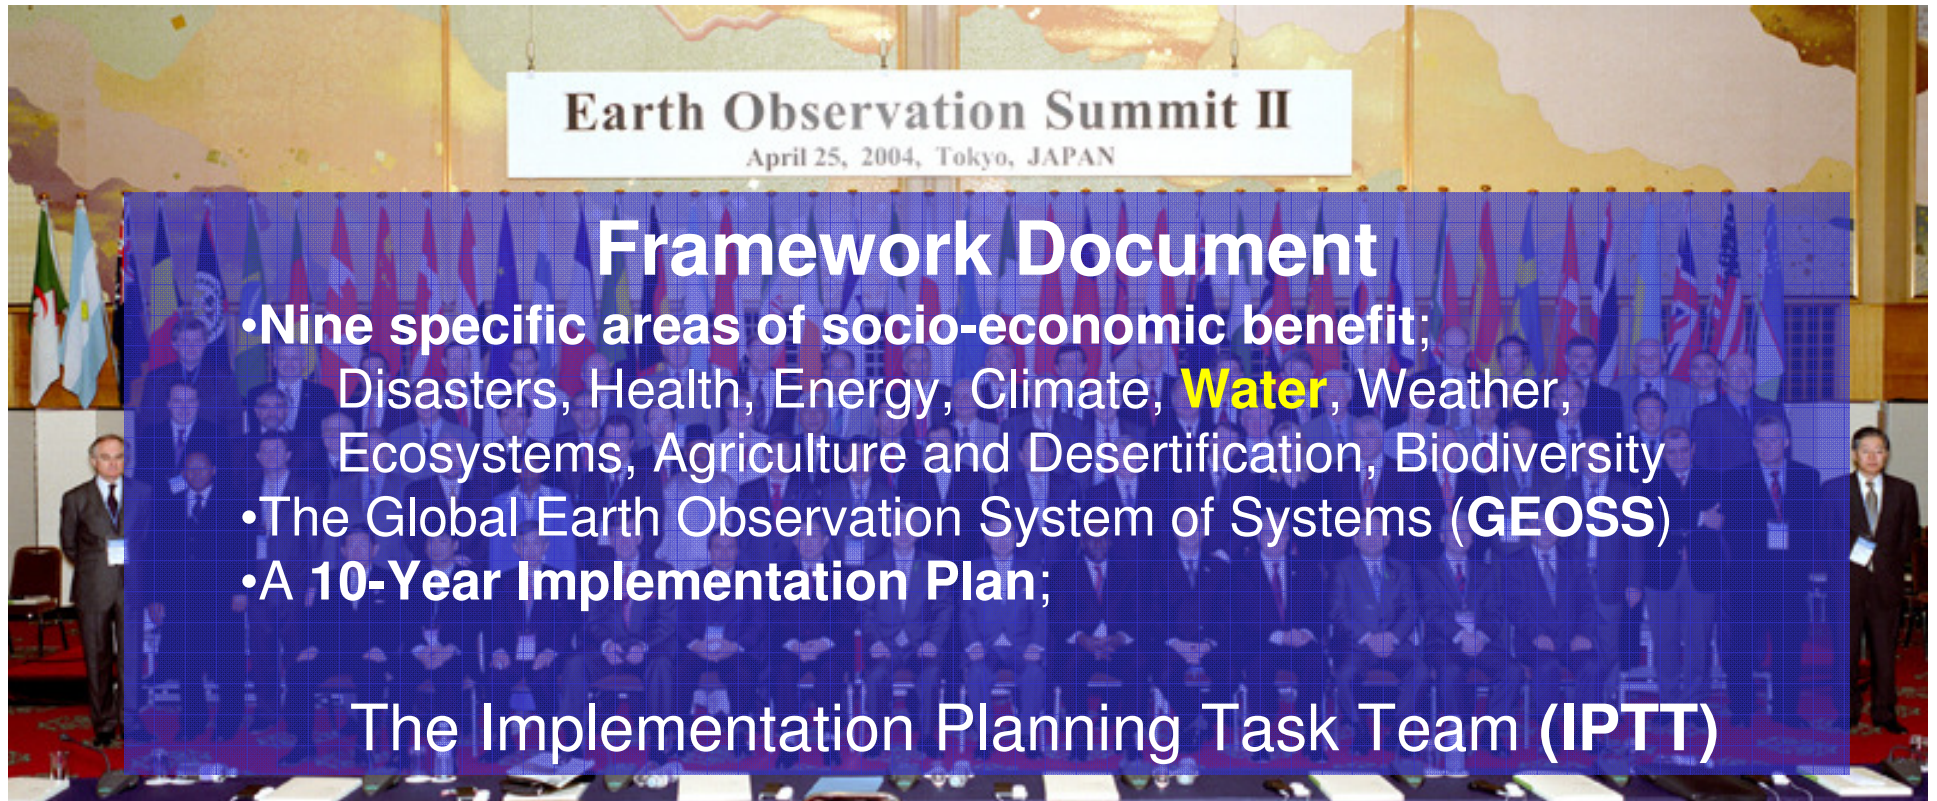 Earth Observation Summit II
April 25, 2004, Tokyo, JAPAN
Framework Document
•Nine specific areas of socio-economic benefit;
Disasters, Health, Energy, Climate, Water, Weather,
Ecosystems, Agriculture and Desertification, Biodiversity
•The Global Earth Observation System of Systems (GEOSS)
•A 10-Year Implementation Plan;
The Implementation Planning Task Team (IPTT)